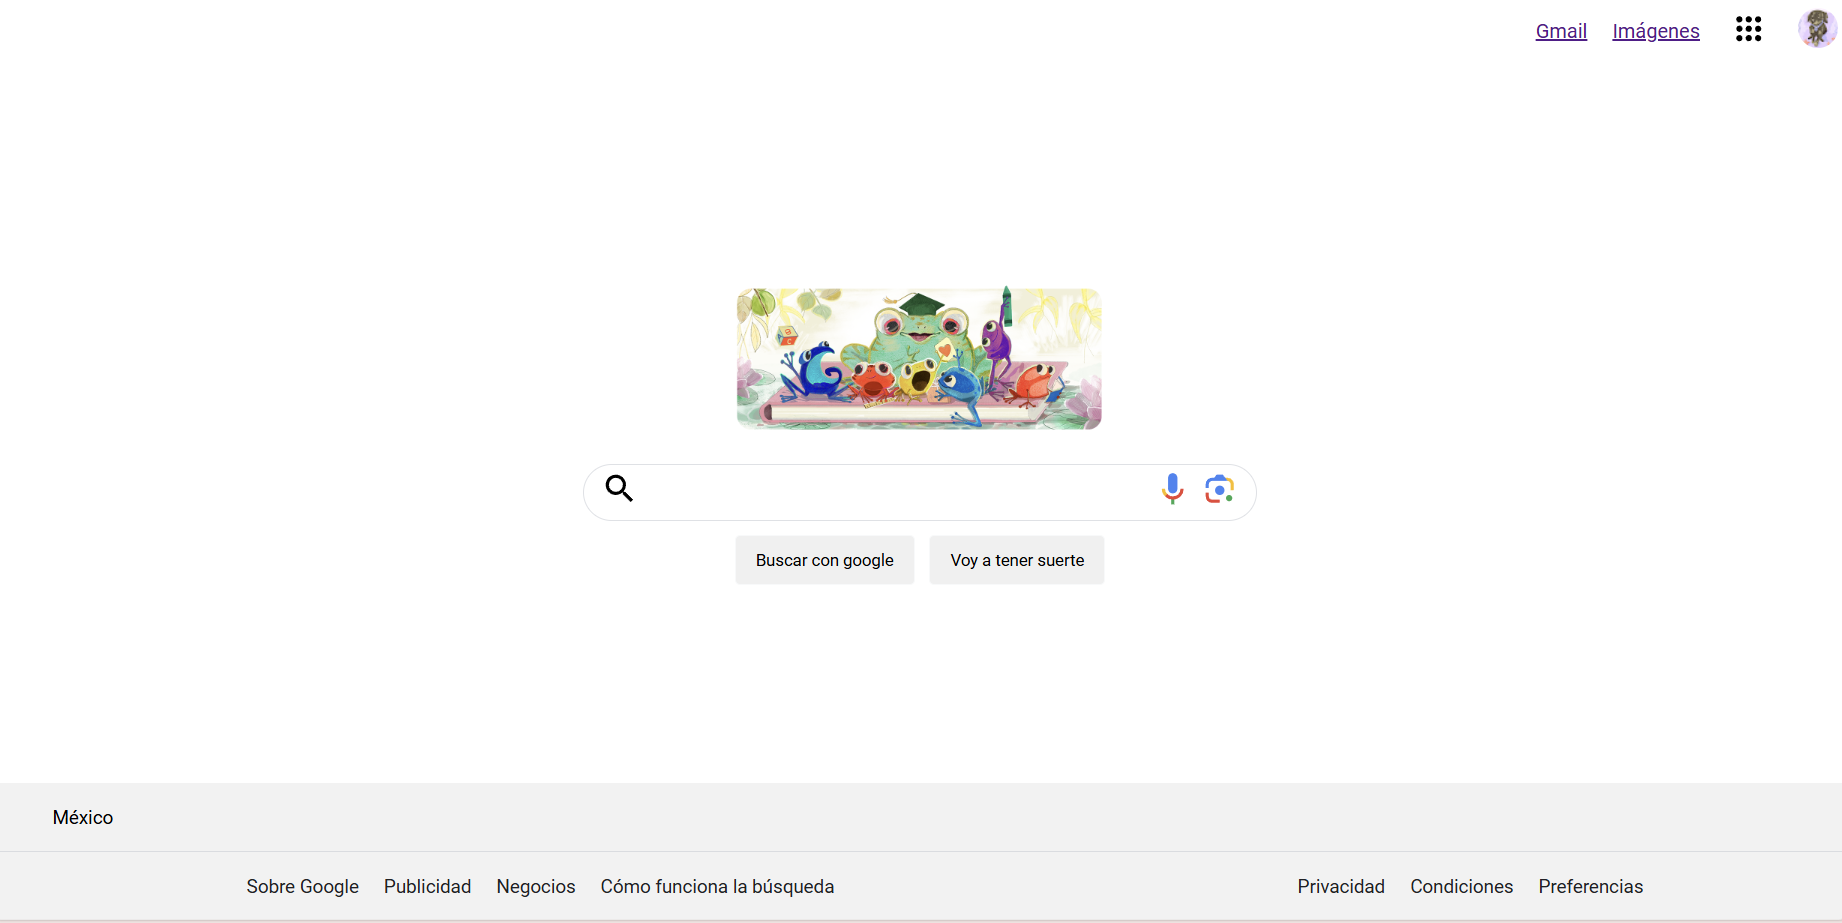 Gmail Imágenes
B
C
Buscar con google Voy a tener suerte
México
Sobre Google Publicidad Negocios Cómo funciona la búsqueda Privacidad Condiciones Preferencias